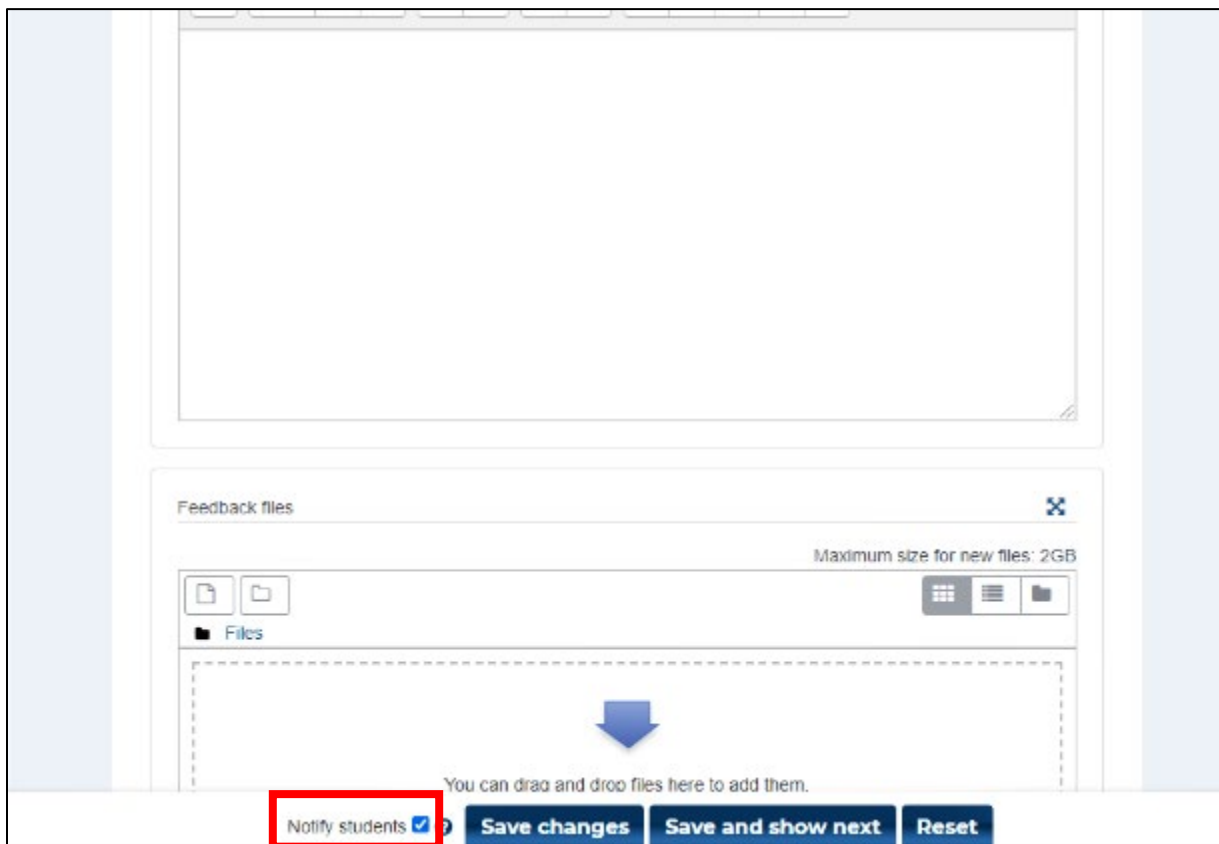 Feedback files
Maximum size for new files: 2GB
Files
You can drag and drop files here to add them.
Notify students Save changes Save and show next Reset